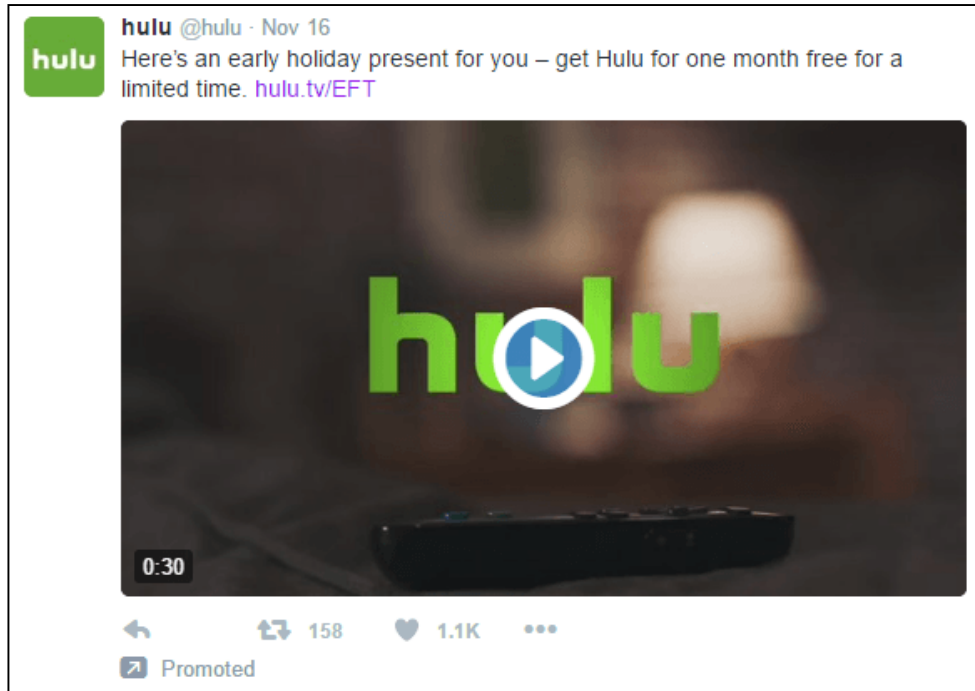 hulu
hulu @hulu · Nov 16
Here’s an early holiday present for you – get Hulu for one month free for a
limited time. hulu.tv/EFT
hulu
0:30
158 1.1K
Promoted